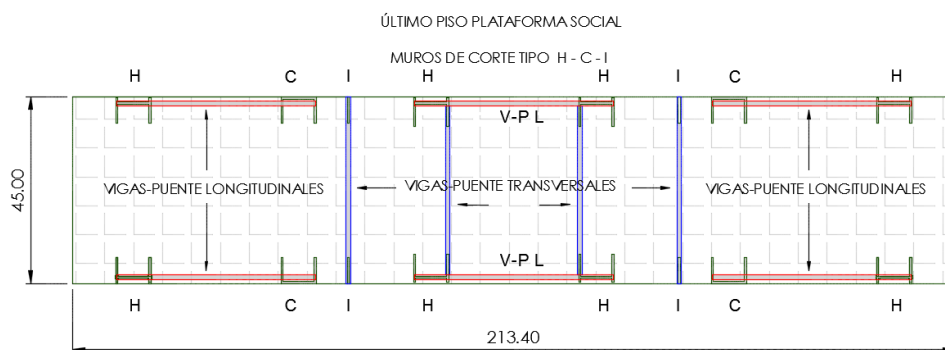 ÚLTIMO PISO PLATAFORMA SOCIAL
MUROS DE CORTE TIPO H - C - I
H C I H H I C H
V-P L
45.00
VIGAS-PUENTE LONGITUDINALES VIGAS-PUENTE TRANSVERSALES VIGAS-PUENTE LONGITUDINALES
V-P L
H C I H H I C H
213.40